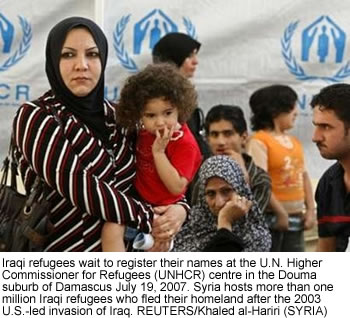 UNHCR
HCR
Iraqi refugees wait to register their names at the U.N. Higher
Commissioner for Refugees (UNHCR) centre in the Douma
suburb of Damascus July 19, 2007. Syria hosts more than one
million Iraqi refugees who fled their homeland after the 2003
U.S.-led invasion of Iraq. REUTERS/Khaled al-Hariri (SYRIA)